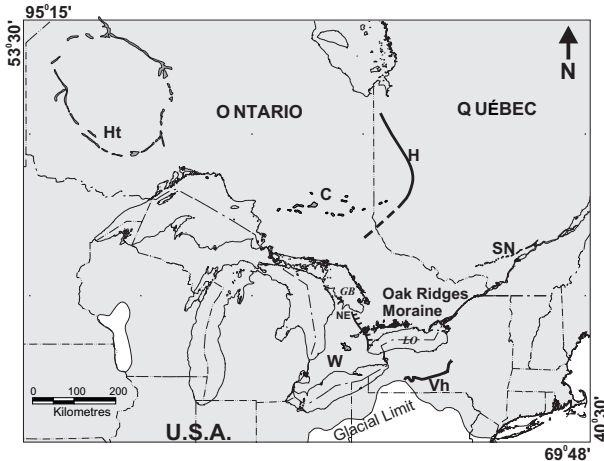 95°15'
53°30'
N
ONTARIO
QUÉBEC
Ht
H
C
SN
GB
Oak Ridges
Moraine
NE
LO
W
Vh
0 100 200
Kilometres
Glacial Limit
U.S.A.
40°30'
69°48'